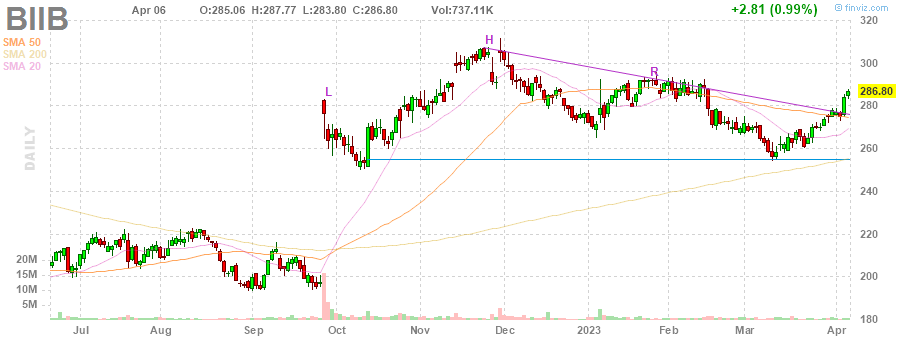 BIIB Apr 06 O:285.06 H:287.77 L:283.80 C:286.80 Vol:737.11K +2.81 (0.99%) © finviz.com
SMA 50
SMA 200
SMA 20
DAILY
L H R
320
300
286.80
280
260
240
220
200
180
20M
15M
10M
5M
Jul Aug Sep Oct Nov Dec 2023 Feb Mar Apr